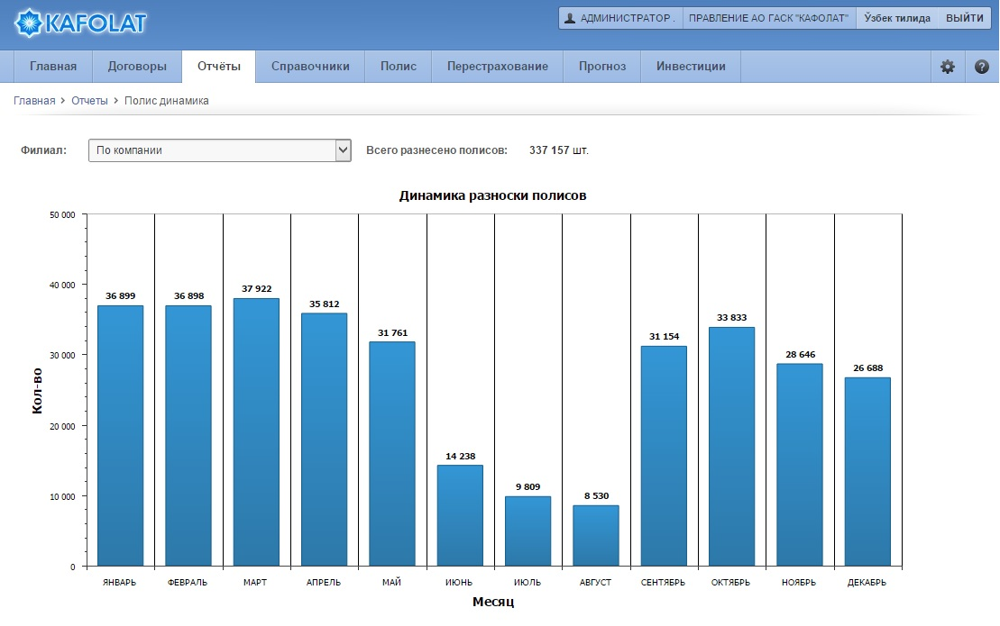 KAFOLAT
АДМИНИСТРАТОР . ПРАВЛЕНИЕ АО ГАСК "КАФОЛАТ" Ўзбек тилида ВЫЙТИ
Главная Договоры Отчёты Справочники Полис Перестрахование Прогноз Инвестиции ?
Главная > Отчеты > Полис динамика
Филиал: По компании Всего разнесено полисов: 337 157 шт.
Динамика разноски полисов
50 000
40 000
30 000
20 000
10 000
0
Кол-во
36 899
36 898
37 922
35 812
31 761
14 238
9 809
8 530
31 154
33 833
28 646
26 688
ЯНВАРЬ ФЕВРАЛЬ МАРТ АПРЕЛЬ МАЙ ИЮНЬ ИЮЛЬ АВГУСТ СЕНТЯБРЬ ОКТЯБРЬ НОЯБРЬ ДЕКАБРЬ
Месяц